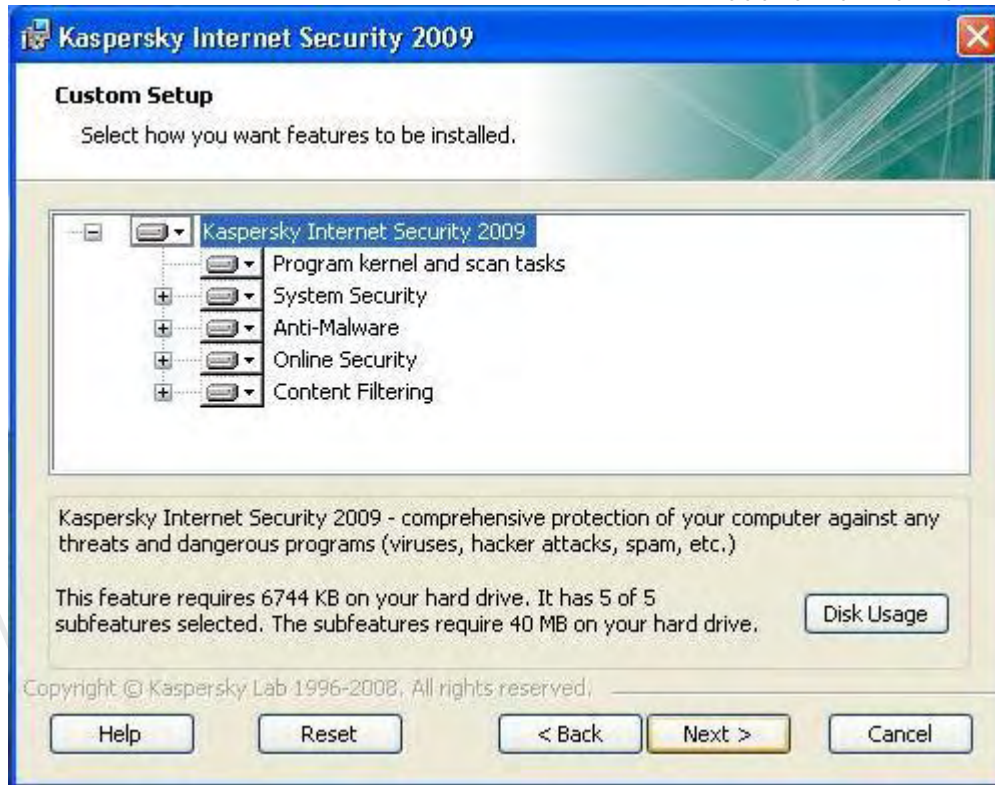 Kaspersky Internet Security 2009
Custom Setup
Select how you want features to be installed.
Kaspersky Internet Security 2009
Program kernel and scan tasks
System Security
Anti-Malware
Online Security
Content Filtering
Kaspersky Internet Security 2009 - comprehensive protection of your computer against any
threats and dangerous programs (viruses, hacker attacks, spam, etc.)
This feature requires 6744 KB on your hard drive. It has 5 of 5
subfeatures selected. The subfeatures require 40 MB on your hard drive.
Disk Usage
Copyright © Kaspersky Lab 1996-2008. All rights reserved.
Help Reset < Back Next > Cancel